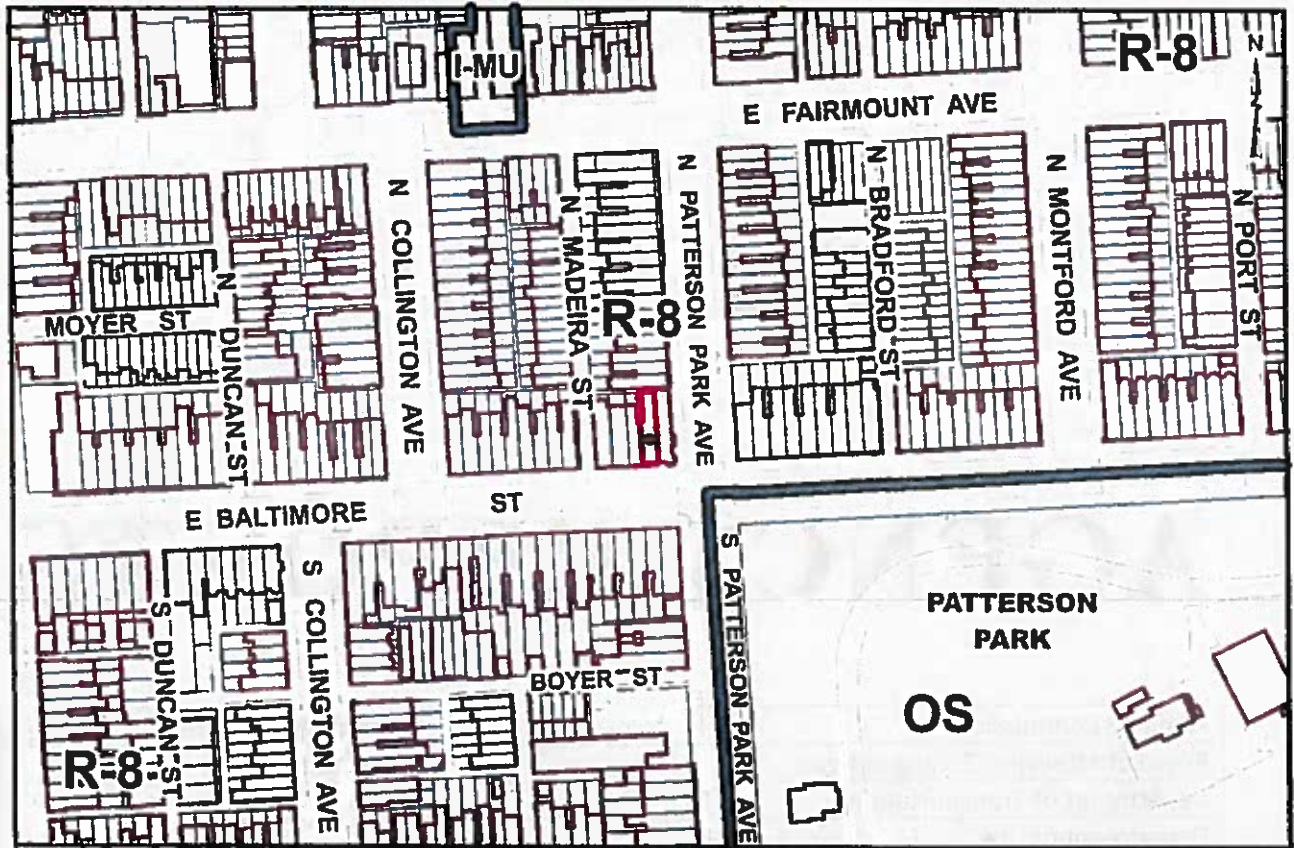 I-MU
R-8
N
E FAIRMOUNT AVE
N COLLINGTON AVE
N MADEIRA ST
N PATTERSON PARK AVE
N BRADFORD ST
N MONTFORD AVE
N PORT ST
MOYER ST
N DUNCAN ST
R-8
E BALTIMORE ST
S DUNCAN ST
S COLLINGTON AVE
S PATTERSON PARK AVE
PATTERSON
PARK
BOYER ST
OS
R-8